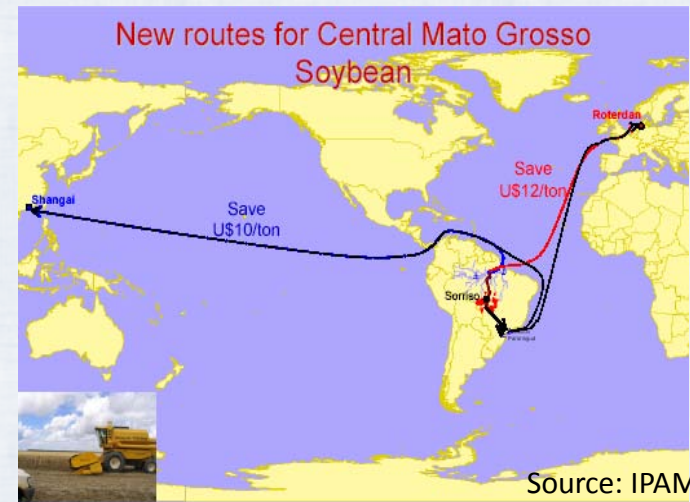 New routes for Central Mato Grosso
Soybean
Roterdan
Save
U$12/ton
Shangai
Save
U$10/ton
Sorriso
Source: IPAM